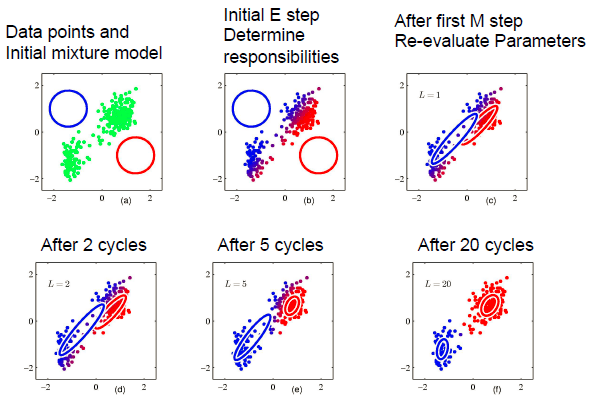 Data points and
Initial mixture model
Initial E step
Determine
responsibilities
After first M step
Re-evaluate Parameters
2
0
−2
−2
0
(a)
2
2
0
−2
−2
0
(b)
2
2
L = 1
0
−2
−2
0
(c)
2
After 2 cycles
After 5 cycles
After 20 cycles
2
L = 2
0
−2
−2
0
(d)
2
2
L = 5
0
−2
−2
0
(e)
2
2
L = 20
0
−2
−2
0
(f)
2